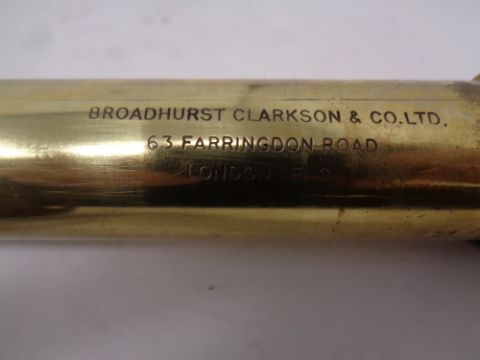 BROADHURST CLARKSON & CO.LTD.
63 FARRINGDON ROAD
LONDON E.C.